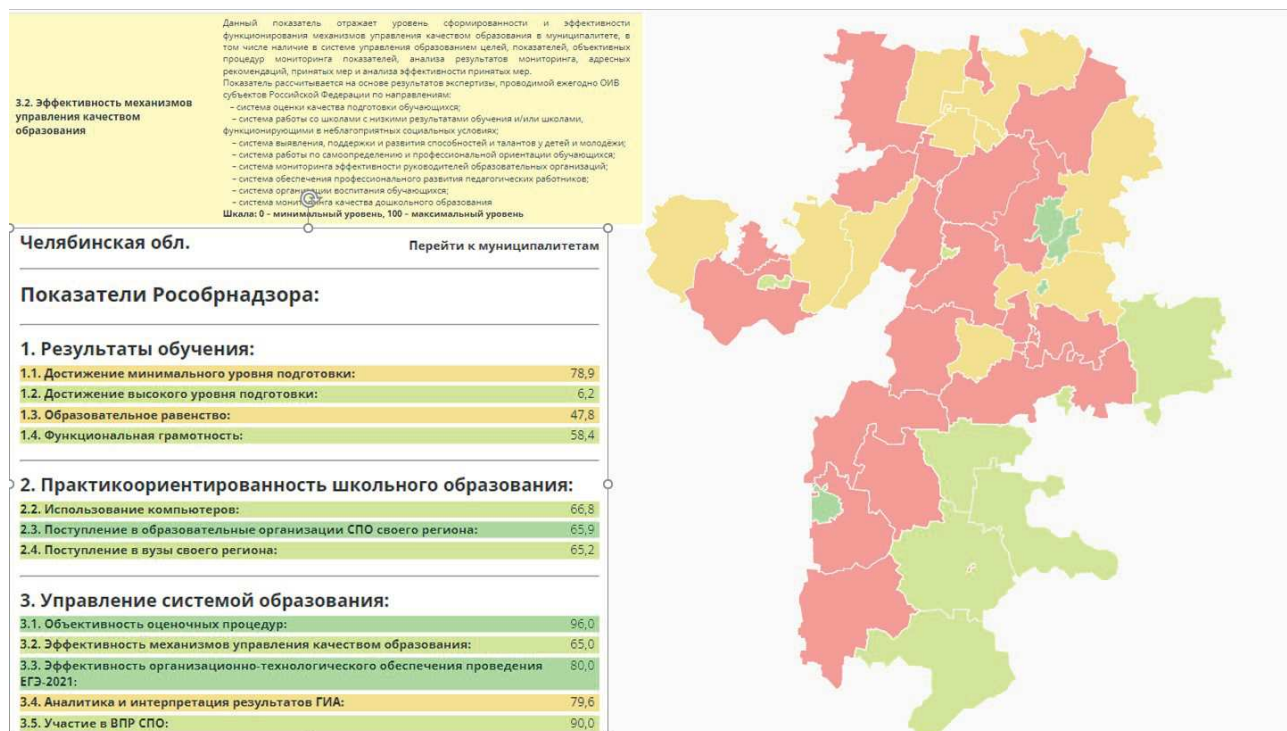 Данный показатель отражает уровень сформированности и эффективности
функционирования механизмов управления качеством образования в муниципалитете, в
том числе наличие в системе управления образованием целей, показателей, объективных
процедур мониторинга показателей, анализа результатов мониторинга, адресных
рекомендаций, принятых мер и анализа эффективности принятых мер.
Показатель рассчитывается на основе результатов экспертизы, проводимой ежегодно ОИВ
субъектов Российской Федерации по направлениям:
– система оценки качества подготовки обучающихся;
– система работы со школами с низкими результатами обучения и/или школами,
функционирующими в неблагоприятных социальных условиях;
– система выявления, поддержки и развития способностей и талантов у детей и молодёжи;
– система работы по самоопределению и профессиональной ориентации обучающихся;
– система мониторинга эффективности руководителей образовательных организаций;
– система обеспечения профессионального развития педагогических работников;
– система организации воспитания обучающихся;
– система мониторинга качества дошкольного образования
Шкала: 0 – минимальный уровень, 100 – максимальный уровень
3.2. Эффективность механизмов
управления качеством
образования
Челябинская обл.
Перейти к муниципалитетам
Показатели Рособрнадзора:
1. Результаты обучения:
1.1. Достижение минимального уровня подготовки: 78,9
1.2. Достижение высокого уровня подготовки: 6,2
1.3. Образовательное равенство: 47,8
1.4. Функциональная грамотность: 58,4
2. Практикоориентированность школьного образования:
2.2. Использование компьютеров: 66,8
2.3. Поступление в образовательные организации СПО своего региона: 65,9
2.4. Поступление в вузы своего региона: 65,2
3. Управление системой образования:
3.1. Объективность оценочных процедур: 96,0
3.2. Эффективность механизмов управления качеством образования: 65,0
3.3. Эффективность организационно-технологического обеспечения проведения 80,0
ЕГЭ-2021:
3.4. Аналитика и интерпретация результатов ГИА: 79,6
3.5. Участие в ВПР СПО: 90,0